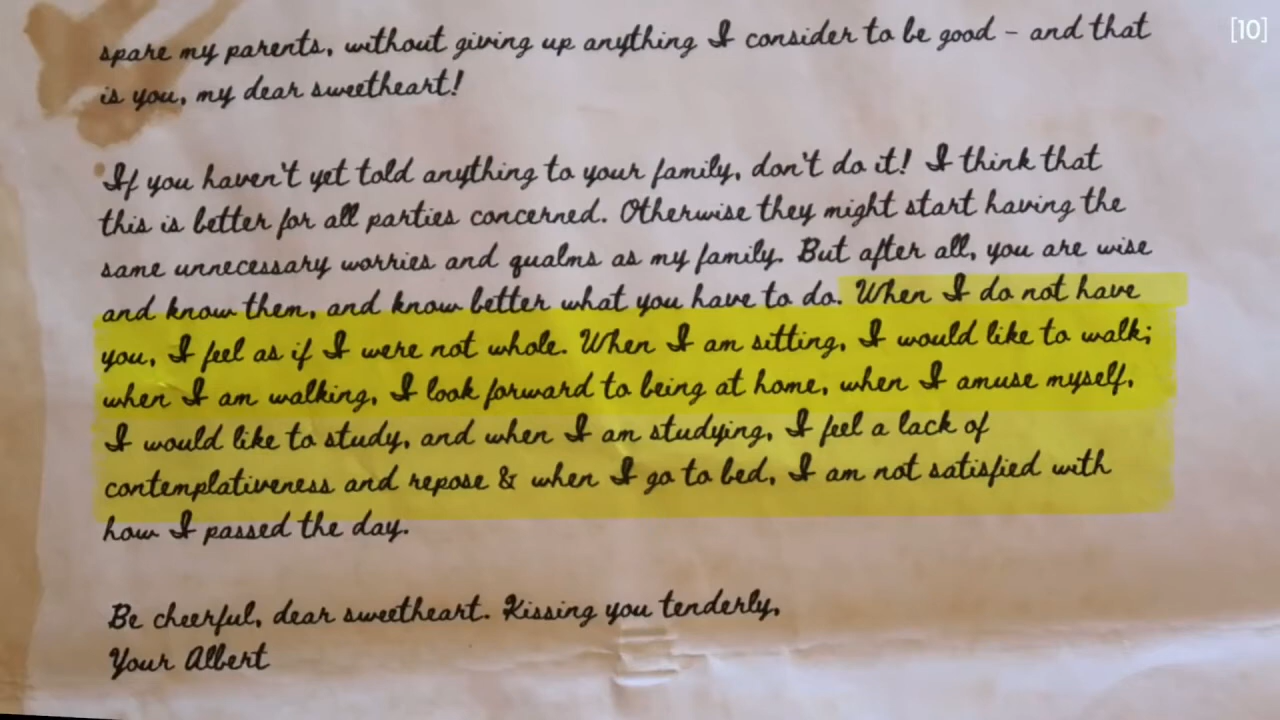 [10]
spare my parents, without giving up anything I consider to be good - and that
is you, my dear sweetheart!
If you haven't yet told anything to your family, don't do it! I think that
this is better for all parties concerned. Otherwise they might start having the
same unnecessary worries and qualms as my family. But after all, you are wise
and know them, and know better what you have to do. When I do not have
you, I feel as if I were not whole. When I am sitting, I would like to walk;
when I am walking, I look forward to being at home, when I amuse myself,
I would like to study, and when I am studying, I feel a lack of
contemplativeness and repose & when I go to bed, I am not satisfied with
how I passed the day.
Be cheerful, dear sweetheart. Kissing you tenderly,
Your Albert